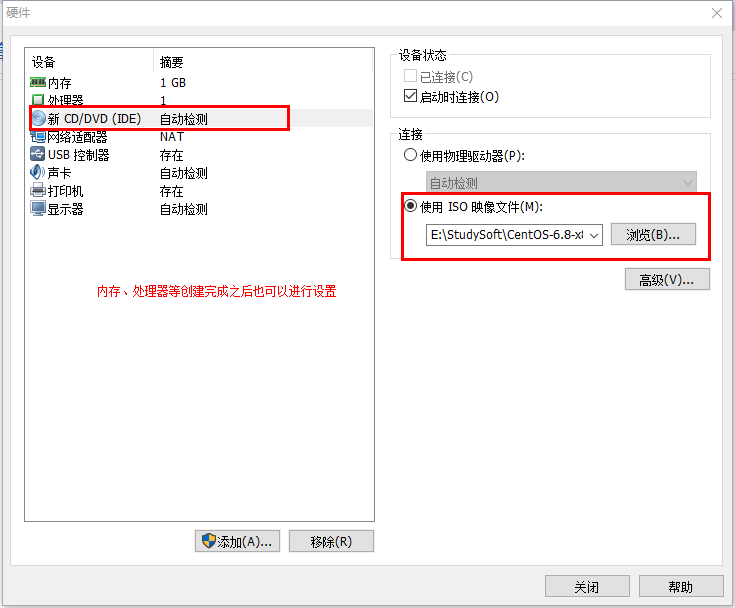 硬件
设备 摘要
内存 1 GB
处理器 1
新 CD/DVD (IDE) 自动检测
网络适配器 NAT
USB 控制器 存在
声卡 自动检测
打印机 存在
显示器 自动检测
内存、处理器等创建完成之后也可以进行设置
添加(A)... 移除(R)
设备状态
已连接(C)
启动时连接(O)
连接
使用物理驱动器(P):
自动检测
使用 ISO 映像文件(M):
E:\StudySoft\CentOS-6.8-x 浏览(B)...
高级(V)...
关闭 帮助